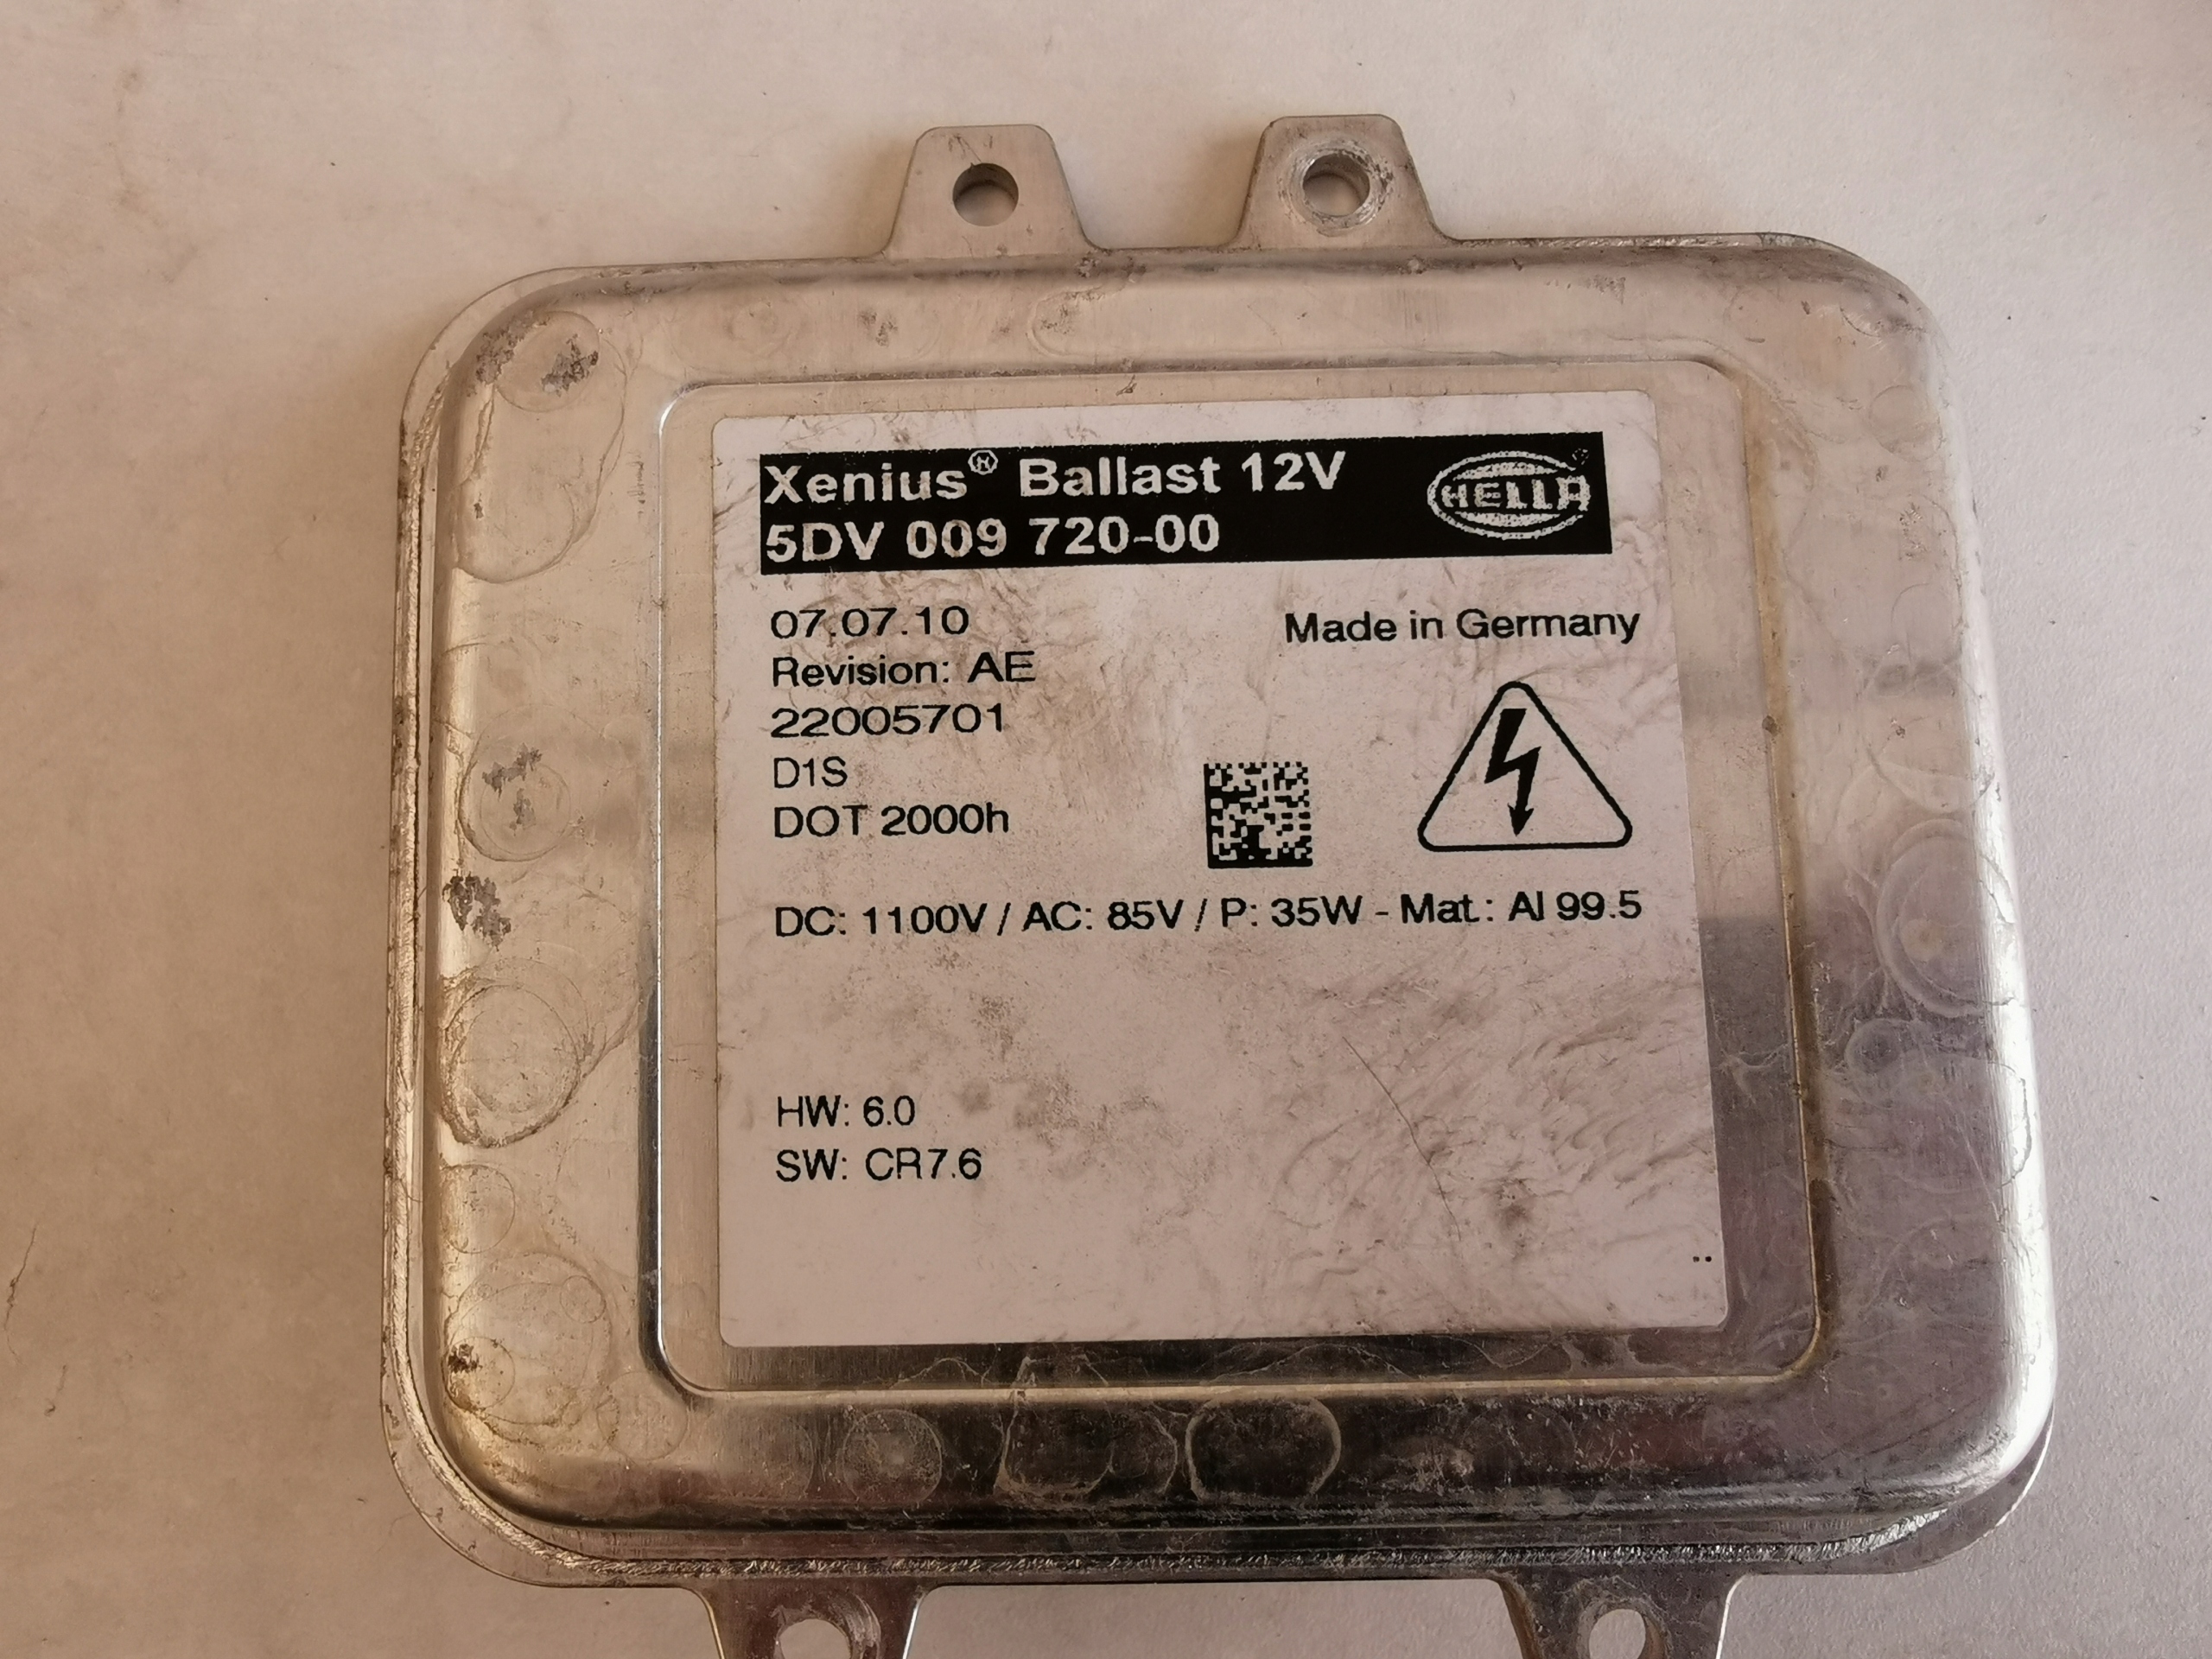 Xenius® Ballast 12V
5DV 009 720-00
HELLA
07.07.10
Made in Germany
Revision: AE
22005701
D1S
DOT 2000h
DC: 1100V / AC: 85V / P: 35W - Mat.: Al 99.5
HW: 6.0
SW: CR7.6